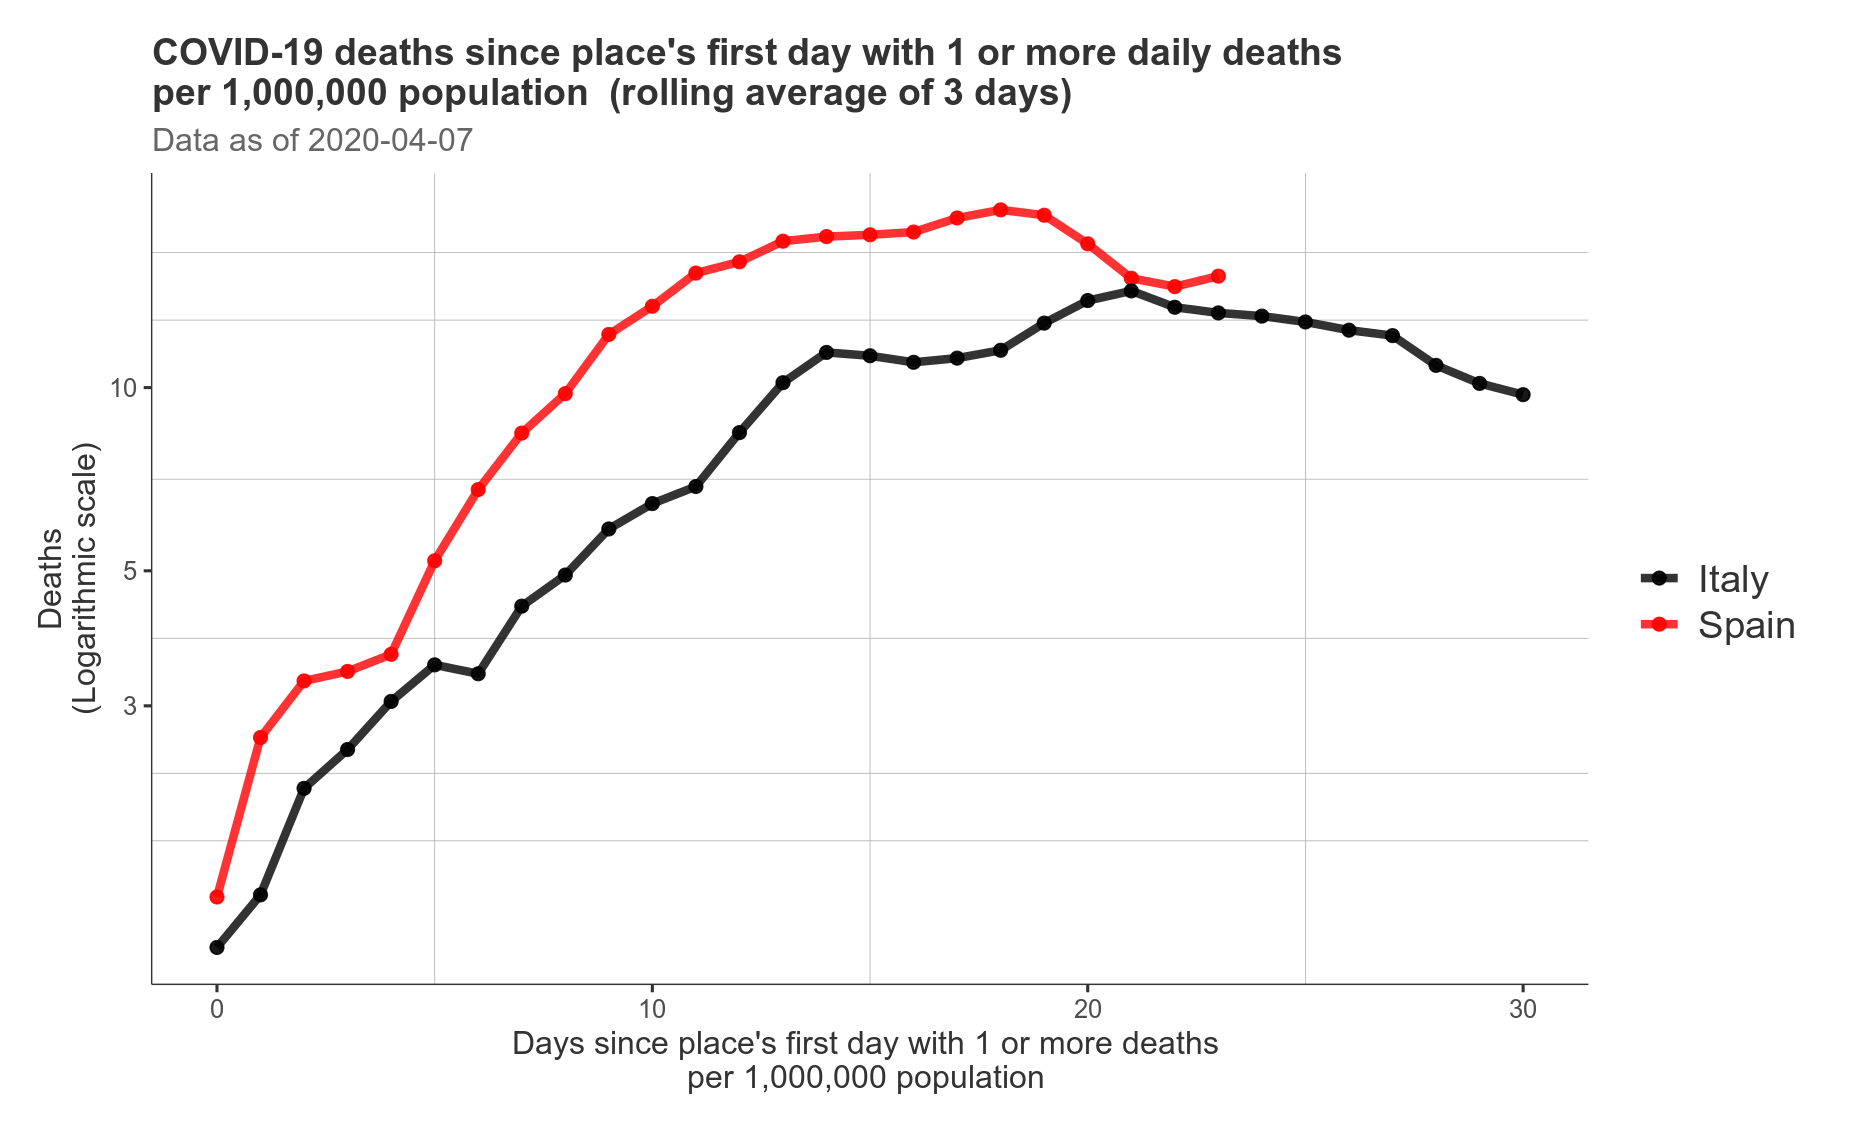 COVID-19 deaths since place's first day with 1 or more daily deaths
per 1,000,000 population  (rolling average of 3 days)
Data as of 2020-04-07
Deaths
(Logarithmic scale)
10
5
3
0
10
20
30
Days since place's first day with 1 or more deaths
per 1,000,000 population
Italy
Spain